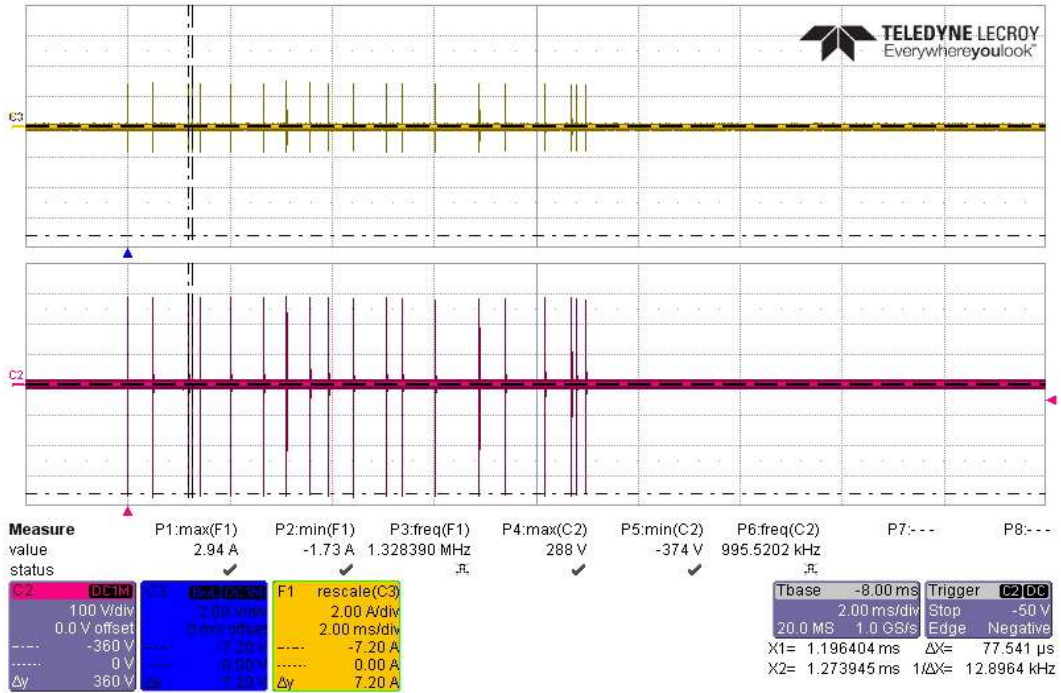 TELEDYNE LECROY
Everywhereyoulook™
C3
C2
Measure P1:max(F1) P2:min(F1) P3:freq(F1) P4:max(C2) P5:min(C2) P6:freq(C2) P7:--- P8:---
value 2.94 A -1.73 A 1.328390 MHz 288 V -374 V 995.5202 kHz
status
C2 DC1M
100 V/div
0.0 V offset
-360 V
0 V
Δy 360 V
F1 rescale(C3)
2.00 A/div
2.00 ms/div
-7.20 A
0.00 A
Δy 7.20 A
Tbase -8.00 ms
2.00 ms/div
20.0 MS 1.0 GS/s
Trigger C2 DC
Stop -50 V
Edge Negative
X1= 1.196404 ms ΔX= 77.541 µs
X2= 1.273945 ms 1/ΔX= 12.8964 kHz